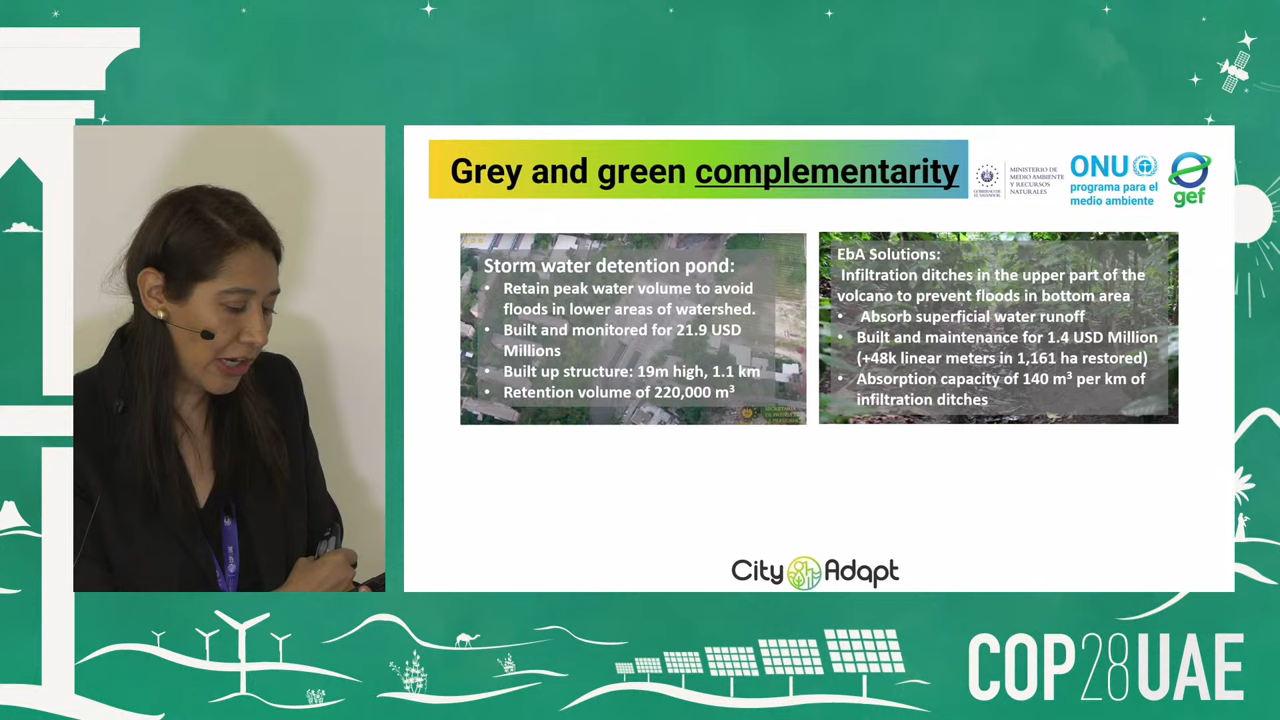 Grey and green complementarity
GOBIERNO DE
EL SALVADOR
MINISTERIO DE
MEDIO AMBIENTE
Y RECURSOS
NATURALES
ONU
programa para el
medio ambiente
gef
Storm water detention pond:
• Retain peak water volume to avoid
floods in lower areas of watershed.
• Built and monitored for 21.9 USD
Millions
• Built up structure: 19m high, 1.1 km
• Retention volume of 220,000 m³
EbA Solutions:
Infiltration ditches in the upper part of the
volcano to prevent floods in bottom area
• Absorb superficial water runoff
• Built and maintenance for 1.4 USD Million
(+48k linear meters in 1,161 ha restored)
• Absorption capacity of 140 m³ per km of
infiltration ditches
City Adapt
COP28UAE